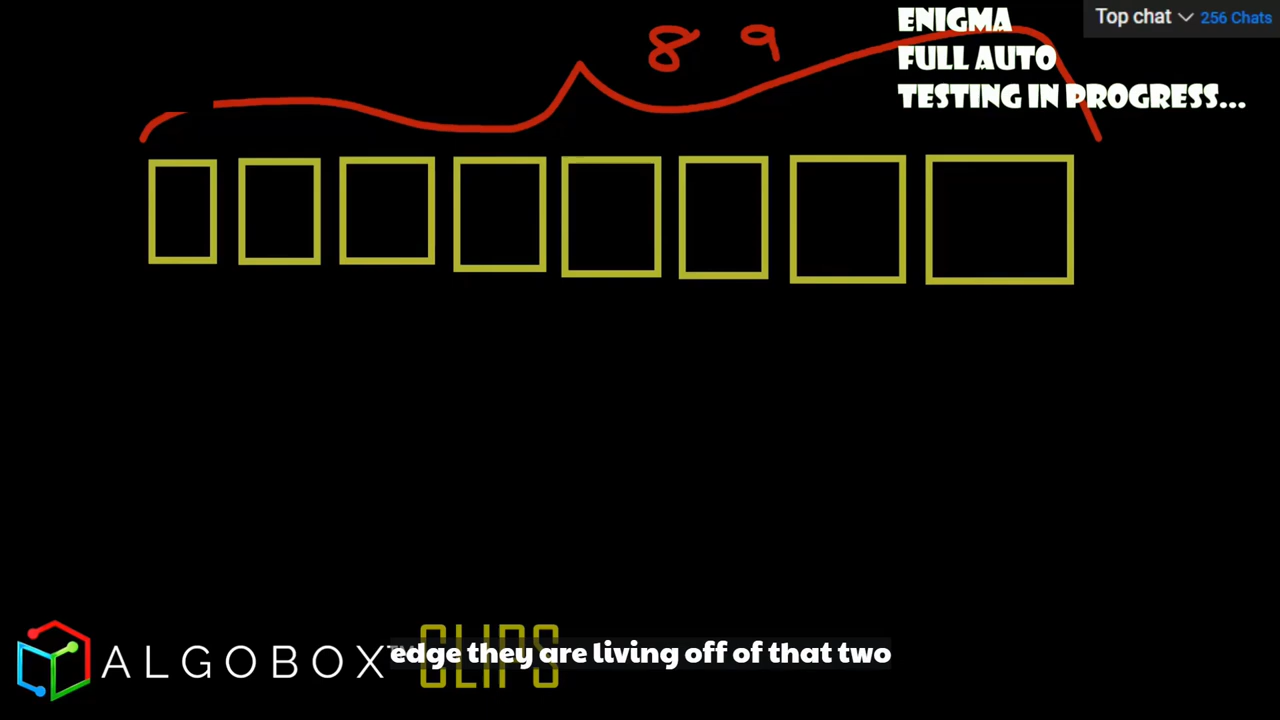 ENIGMA
FULL AUTO
TESTING IN PROGRESS...
Top chat 256 Chats
8 9
ALGOBOX™ CLIPS
edge they are living off of that two